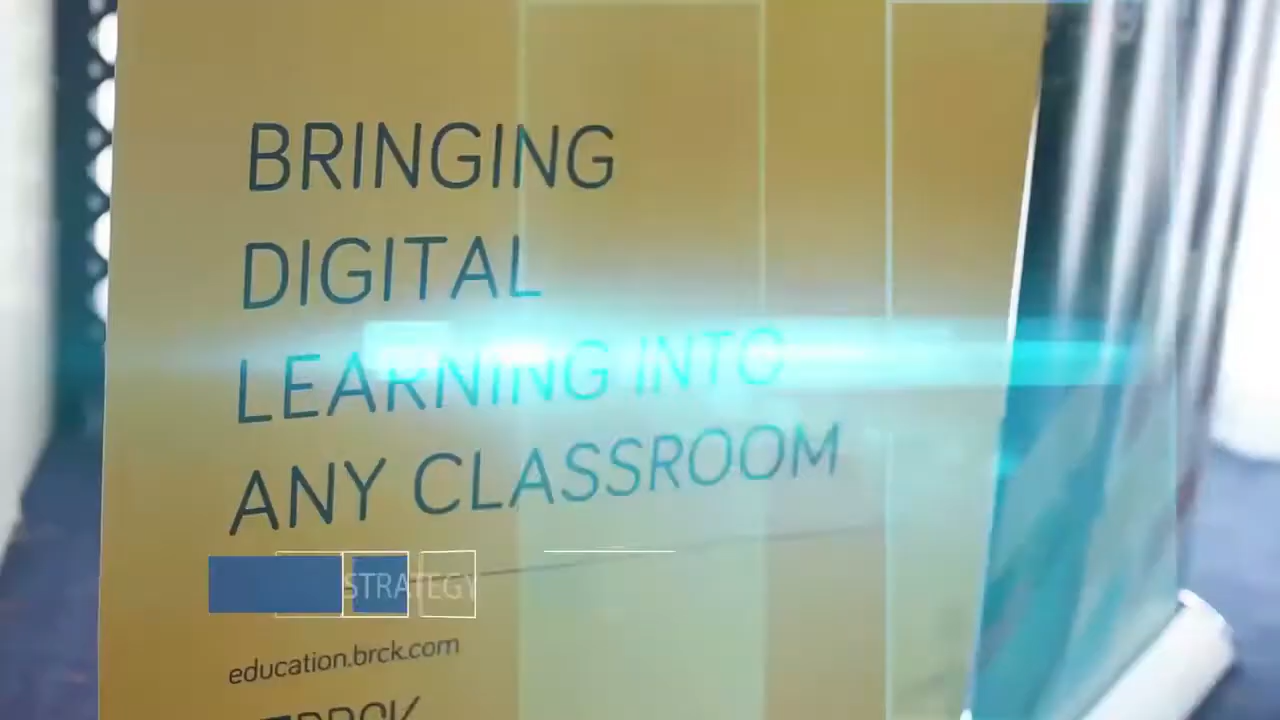 BRINGING
DIGITAL
LEARNING INTO
ANY CLASSROOM
STRATEGY
education.brck.com